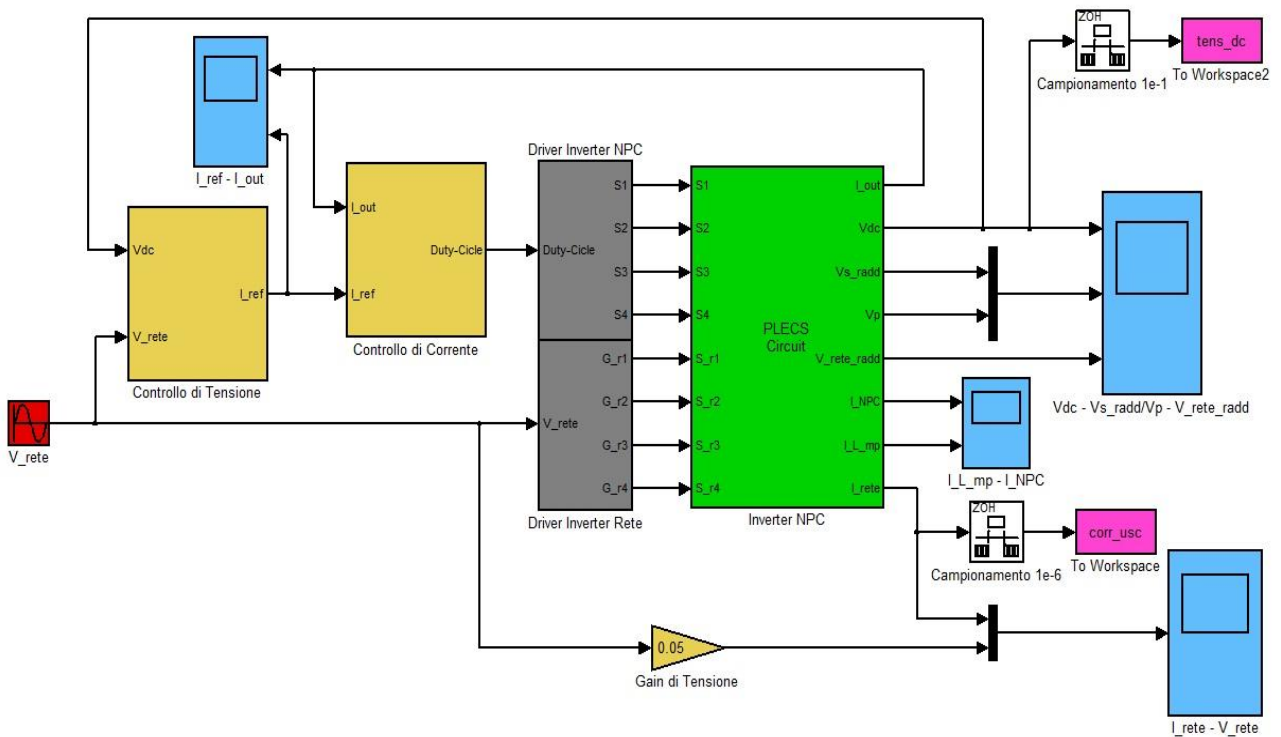 ZOH
Campionamento 1e-1
tens_dc
To Workspace2
I_ref - I_out
Vdc
V_rete
I_ref
Controllo di Tensione
I_out
I_ref
Duty-Cicle
Controllo di Corrente
Driver Inverter NPC
Duty-Cicle
S1
S2
S3
S4
V_rete
G_r1
G_r2
G_r3
G_r4
Driver Inverter Rete
S1
S2
S3
S4
S_r1
S_r2
S_r3
S_r4
PLECS
Circuit
I_out
Vdc
Vs_radd
Vp
V_rete_radd
I_NPC
I_L_mp
I_rete
Inverter NPC
Vdc - Vs_radd/Vp - V_rete_radd
I_L_mp - I_NPC
V_rete
ZOH
Campionamento 1e-6
corr_usc
To Workspace
0.05
Gain di Tensione
I_rete - V_rete